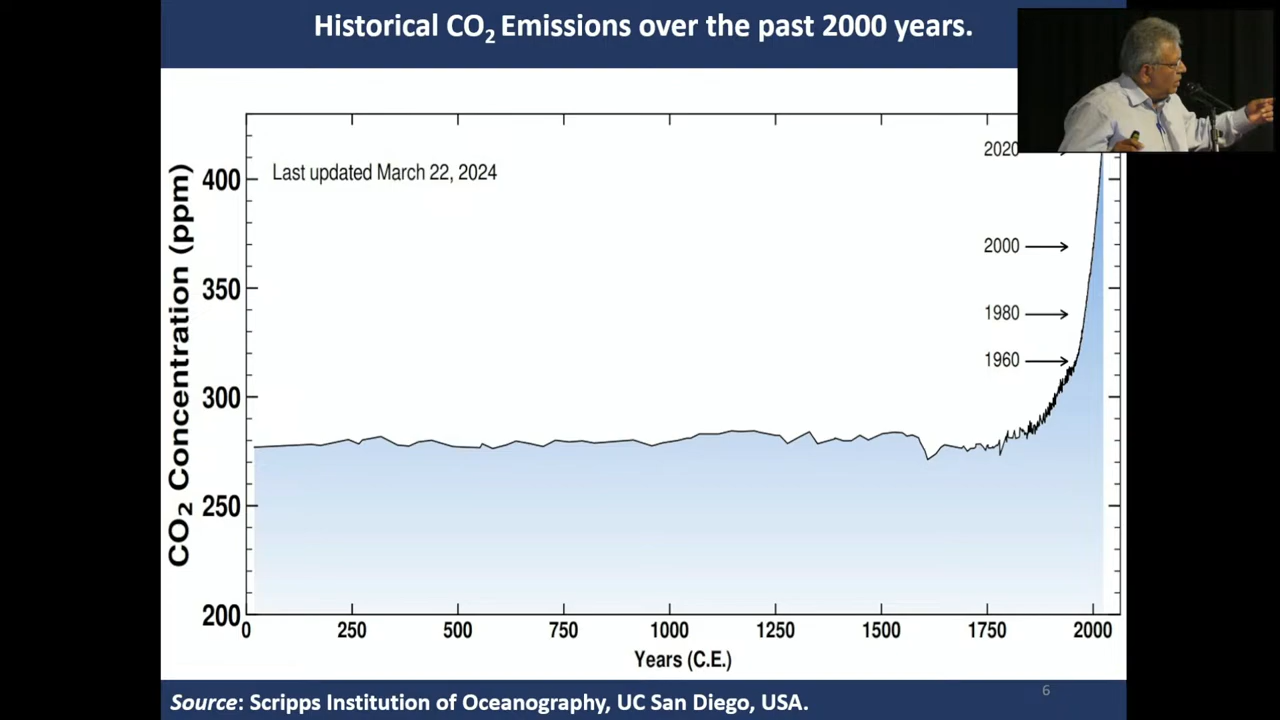 Historical CO₂ Emissions over the past 2000 years.
Last updated March 22, 2024
CO₂ Concentration (ppm)
400
350
300
250
200
2020
2000
1980
1960
0 250 500 750 1000 1250 1500 1750 2000
Years (C.E.)
Source: Scripps Institution of Oceanography, UC San Diego, USA.
6